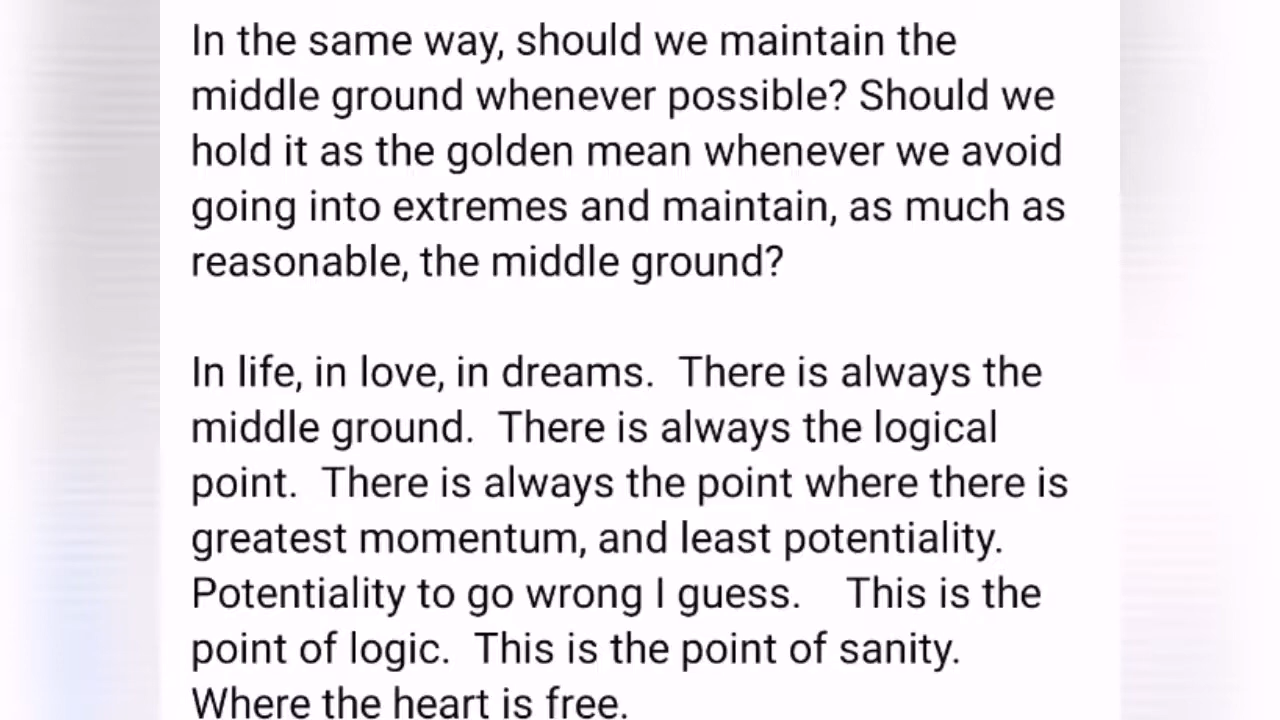 In the same way, should we maintain the
middle ground whenever possible? Should we
hold it as the golden mean whenever we avoid
going into extremes and maintain, as much as
reasonable, the middle ground?
In life, in love, in dreams.  There is always the
middle ground.  There is always the logical
point.  There is always the point where there is
greatest momentum, and least potentiality.
Potentiality to go wrong I guess.    This is the
point of logic.  This is the point of sanity.
Where the heart is free.